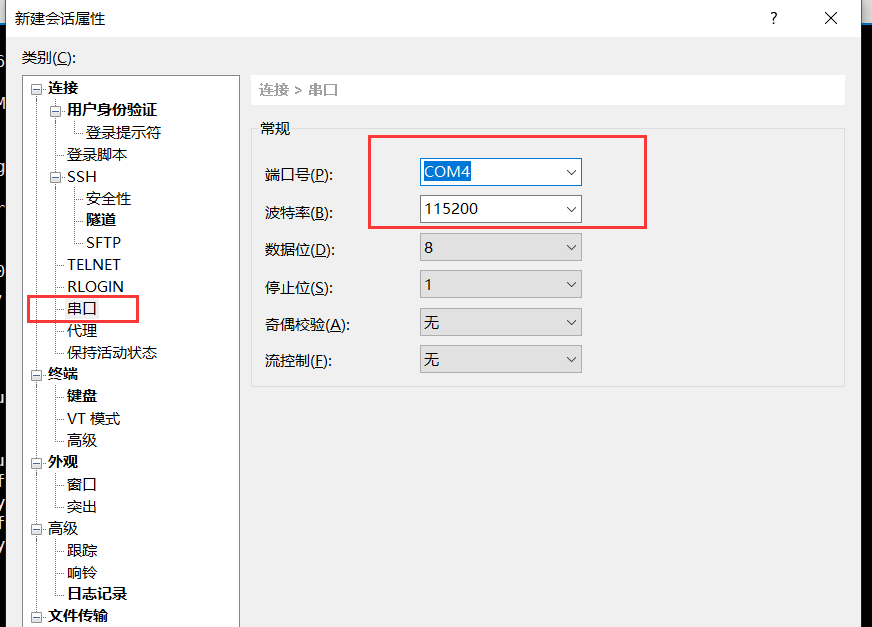 新建会话属性
?
类别(C):
连接
用户身份验证
登录提示符
登录脚本
SSH
安全性
隧道
SFTP
TELNET
RLOGIN
串口
代理
保持活动状态
终端
键盘
VT 模式
高级
外观
窗口
突出
高级
跟踪
响铃
日志记录
文件传输
连接 > 串口
常规
端口号(P): COM4
波特率(B): 115200
数据位(D): 8
停止位(S): 1
奇偶校验(A): 无
流控制(F): 无